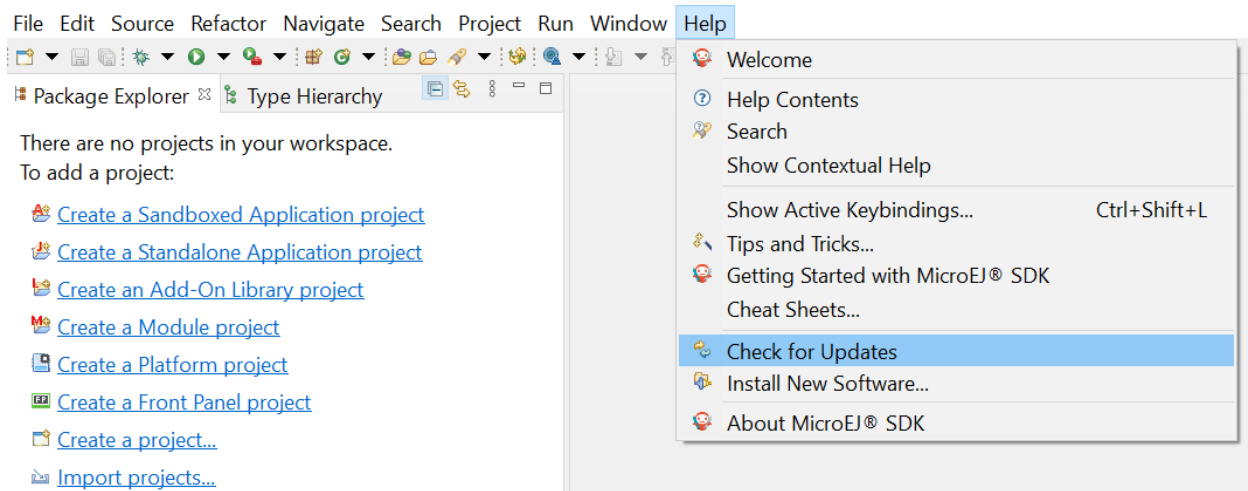 File Edit Source Refactor Navigate Search Project Run Window Help
Package Explorer Type Hierarchy
There are no projects in your workspace.
To add a project:
Create a Sandboxed Application project
Create a Standalone Application project
Create an Add-On Library project
Create a Module project
Create a Platform project
Create a Front Panel project
Create a project...
Import projects...
Welcome
Help Contents
Search
Show Contextual Help
Show Active Keybindings... Ctrl+Shift+L
Tips and Tricks...
Getting Started with MicroEJ® SDK
Cheat Sheets...
Check for Updates
Install New Software...
About MicroEJ® SDK